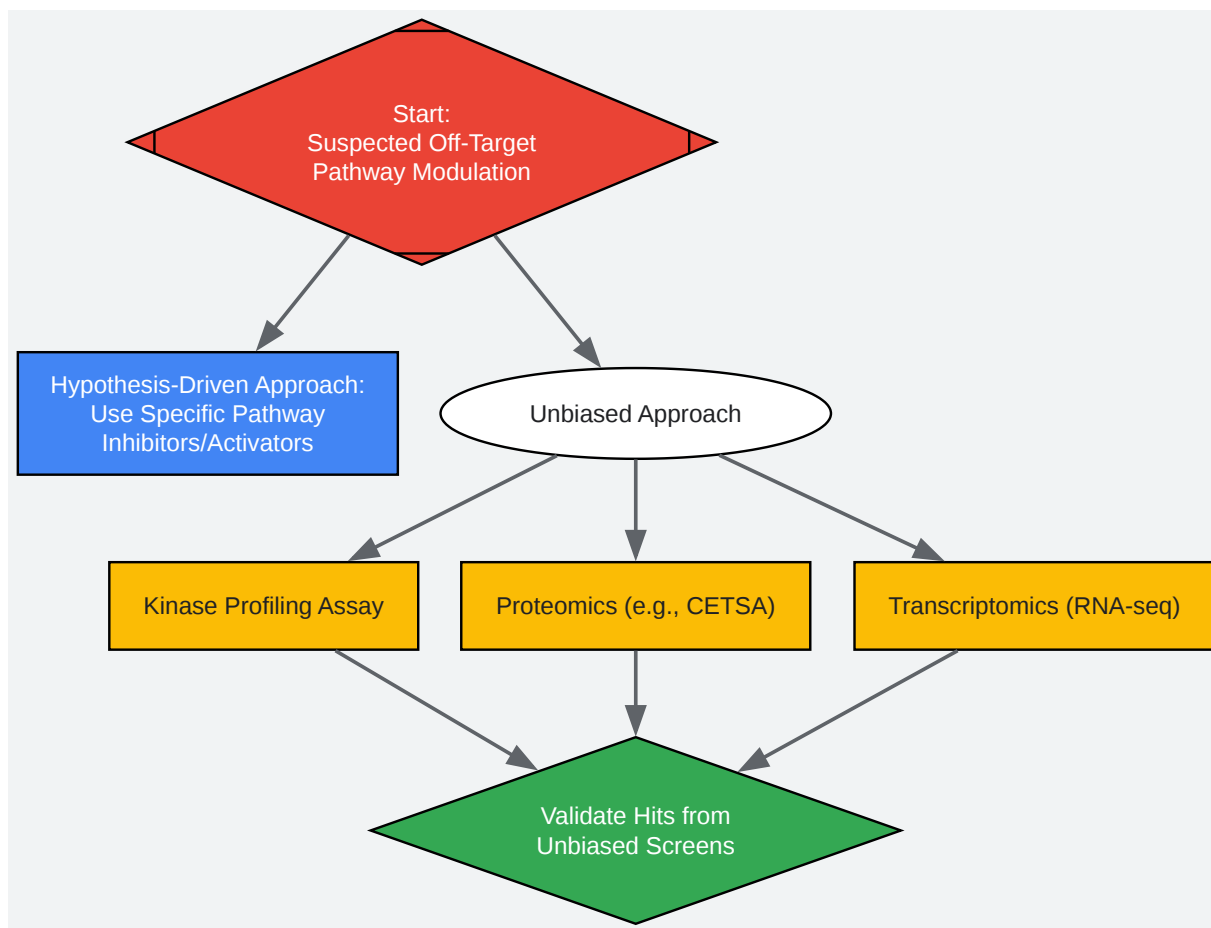 Start:
Suspected Off-Target
Pathway Modulation
Hypothesis-Driven Approach:
Use Specific Pathway
Inhibitors/Activators
Unbiased Approach
Kinase Profiling Assay
Proteomics (e.g., CETSA)
Transcriptomics (RNA-seq)
Validate Hits from
Unbiased Screens